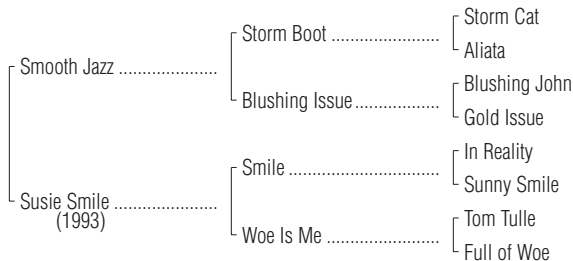 Storm Cat
Storm Boot ........................
Aliata
Smooth Jazz .....................
Blushing John
Blushing Issue ..................
Gold Issue
In Reality
Smile .................................
Sunny Smile
Susie Smile ......................
(1993)
Tom Tulle
Woe Is Me ........................
Full of Woe